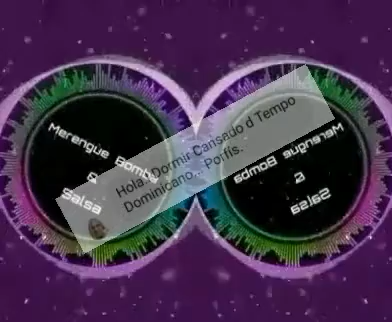 Merengue Bomba
&
Salsa
Hola. Dormir Cansado d Tempo
Dominicano... Porfis.
Merengue Bomba
&
Salsa